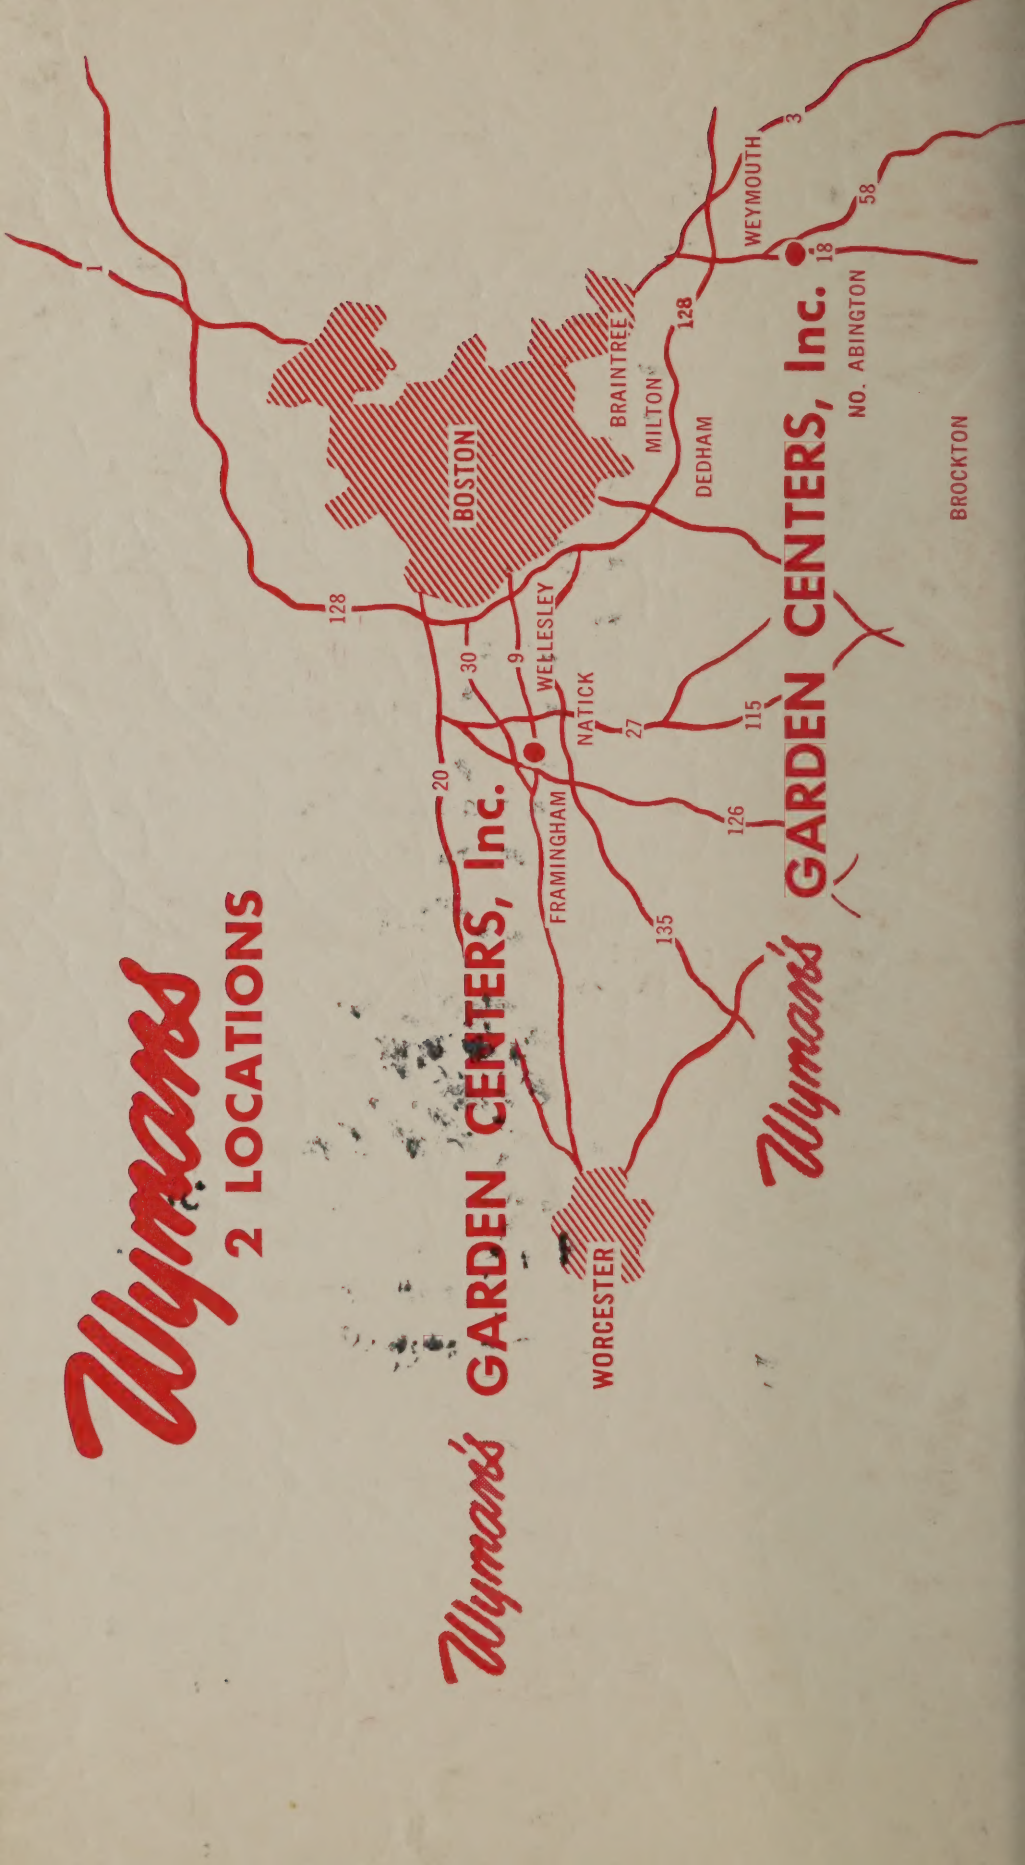 Wymans
2 LOCATIONS
1
128
BOSTON
20
30
9
Wyman's GARDEN CENTERS, Inc.
WELLESLEY
FRAMINGHAM
NATICK
WORCESTER
BRAINTREE
27
MILTON
135
128
DEDHAM
126
115
WEYMOUTH
3
Wyman's GARDEN CENTERS, Inc.
18
58
NO. ABINGTON
BROCKTON